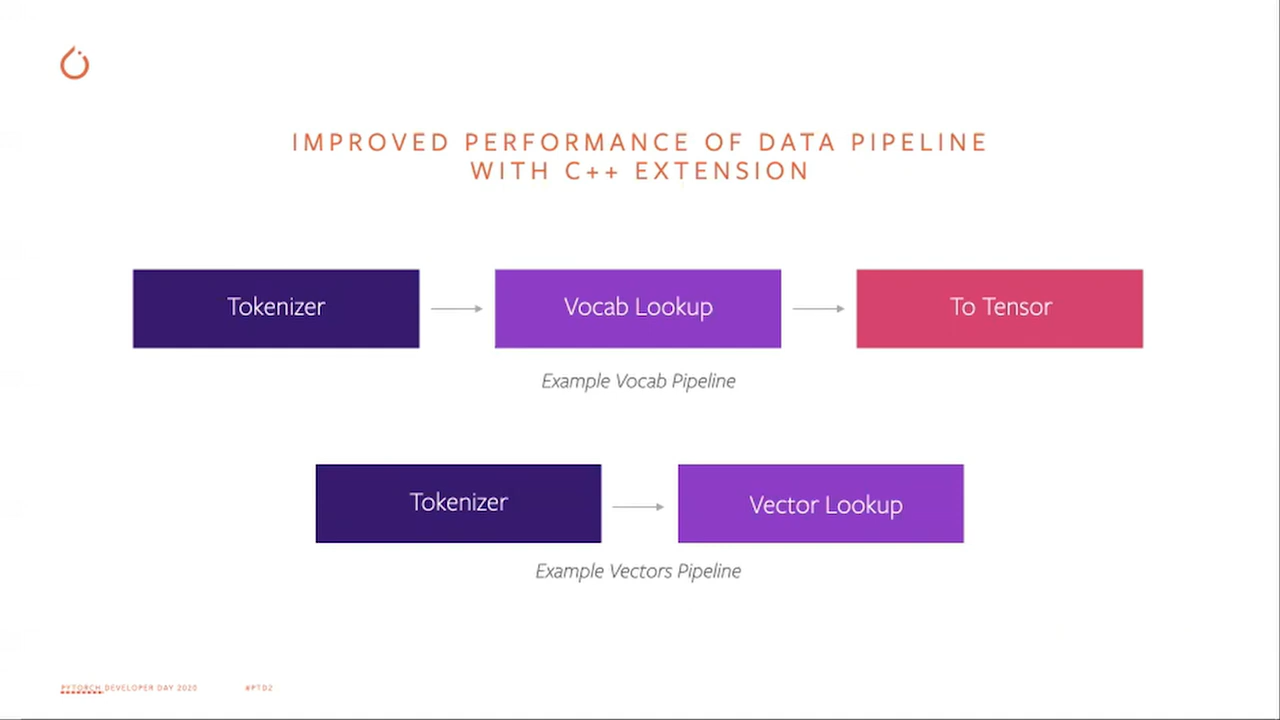 IMPROVED PERFORMANCE OF DATA PIPELINE
WITH C++ EXTENSION
Tokenizer
Vocab Lookup
To Tensor
Example Vocab Pipeline
Tokenizer
Vector Lookup
Example Vectors Pipeline
PYTORCH DEVELOPER DAY 2020
#PTD2